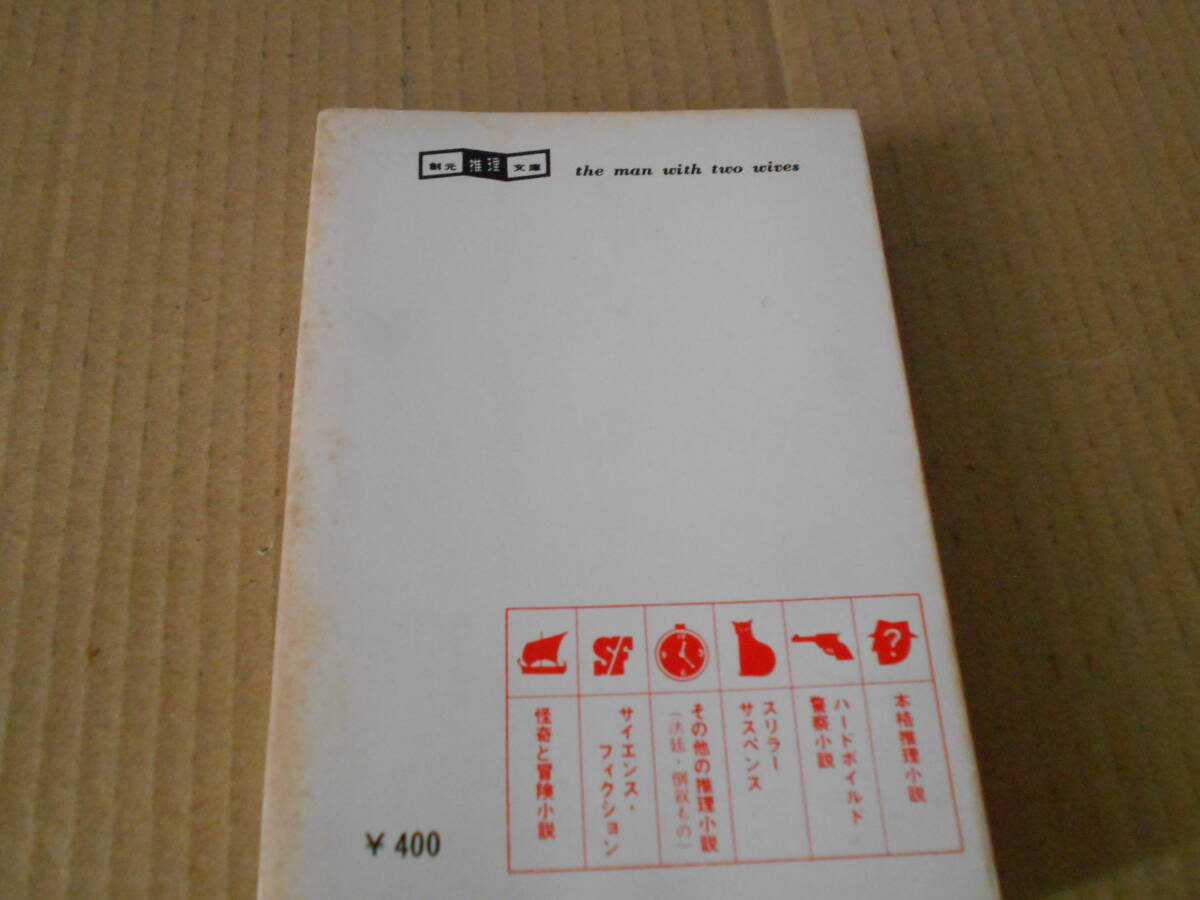 創元推理文庫
the man with two wives
?
本格推理小説
ハードボイルド
警察小説
スリラー
サスペンス
その他の推理小説
(法廷・倒叙もの)
SF
サイエンス・
フィクション
怪奇と冒険小説
¥400